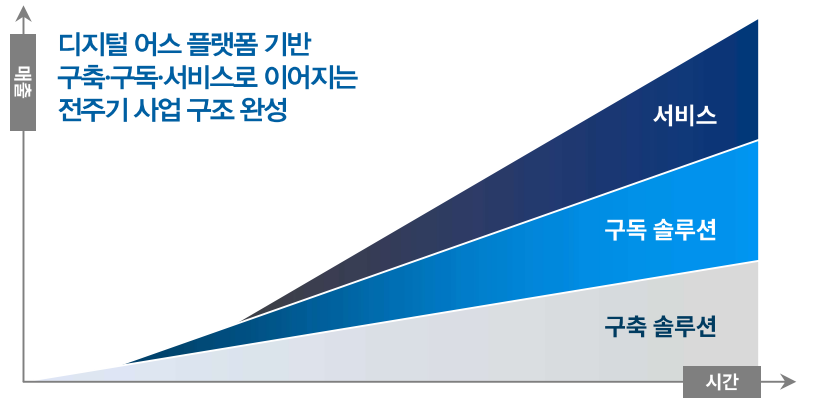 디지털 어스 플랫폼 기반
구축·구독·서비스로 이어지는
전주기 사업 구조 완성
매출
서비스
구독 솔루션
구축 솔루션
시간